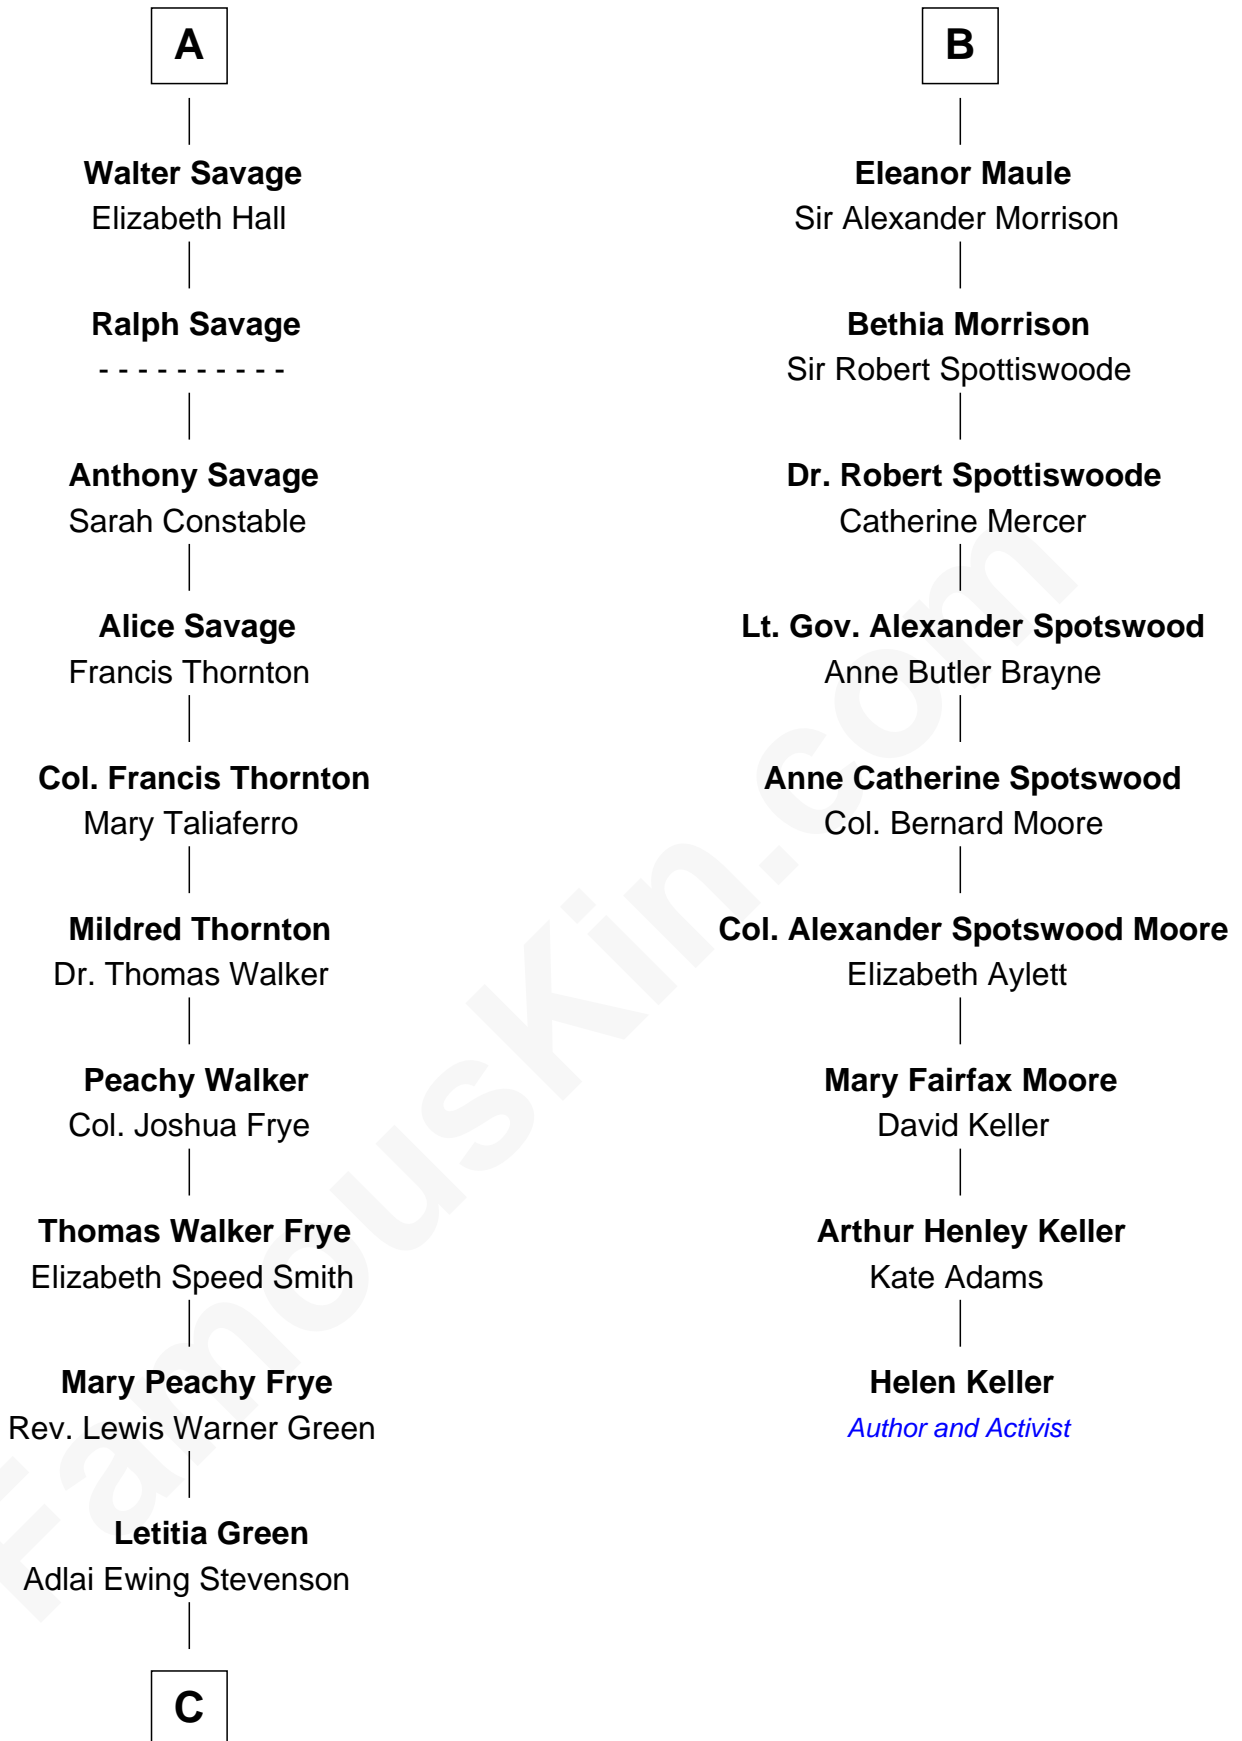 A
Walter Savage
Elizabeth Hall
Ralph Savage
- - - - - - - - - -
Anthony Savage
Sarah Constable
Alice Savage
Francis Thornton
Col. Francis Thornton
Mary Taliaferro
Mildred Thornton
Dr. Thomas Walker
Peachy Walker
Col. Joshua Frye
Thomas Walker Frye
Elizabeth Speed Smith
Mary Peachy Frye
Rev. Lewis Warner Green
Letitia Green
Adlai Ewing Stevenson
C
B
Eleanor Maule
Sir Alexander Morrison
Bethia Morrison
Sir Robert Spottiswoode
Dr. Robert Spottiswoode
Catherine Mercer
Lt. Gov. Alexander Spotswood
Anne Butler Brayne
Anne Catherine Spotswood
Col. Bernard Moore
Col. Alexander Spotswood Moore
Elizabeth Aylett
Mary Fairfax Moore
David Keller
Arthur Henley Keller
Kate Adams
Helen Keller
Author and Activist
FamousKin.com